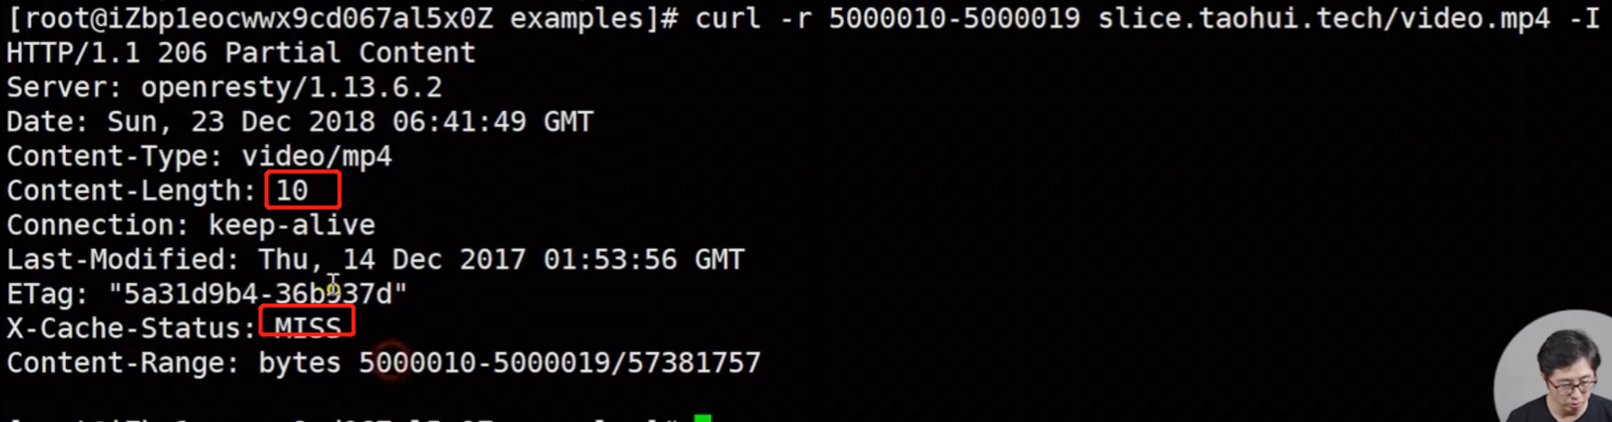 [root@iZbp1eocwwx9cd067al5x0Z examples]# curl -r 5000010-5000019 slice.taohui.tech/video.mp4 -I
HTTP/1.1 206 Partial Content
Server: openresty/1.13.6.2
Date: Sun, 23 Dec 2018 06:41:49 GMT
Content-Type: video/mp4
Content-Length: 10
Connection: keep-alive
Last-Modified: Thu, 14 Dec 2017 01:53:56 GMT
ETag: "5a31d9b4-36b937d"
X-Cache-Status: MISS
Content-Range: bytes 5000010-5000019/57381757